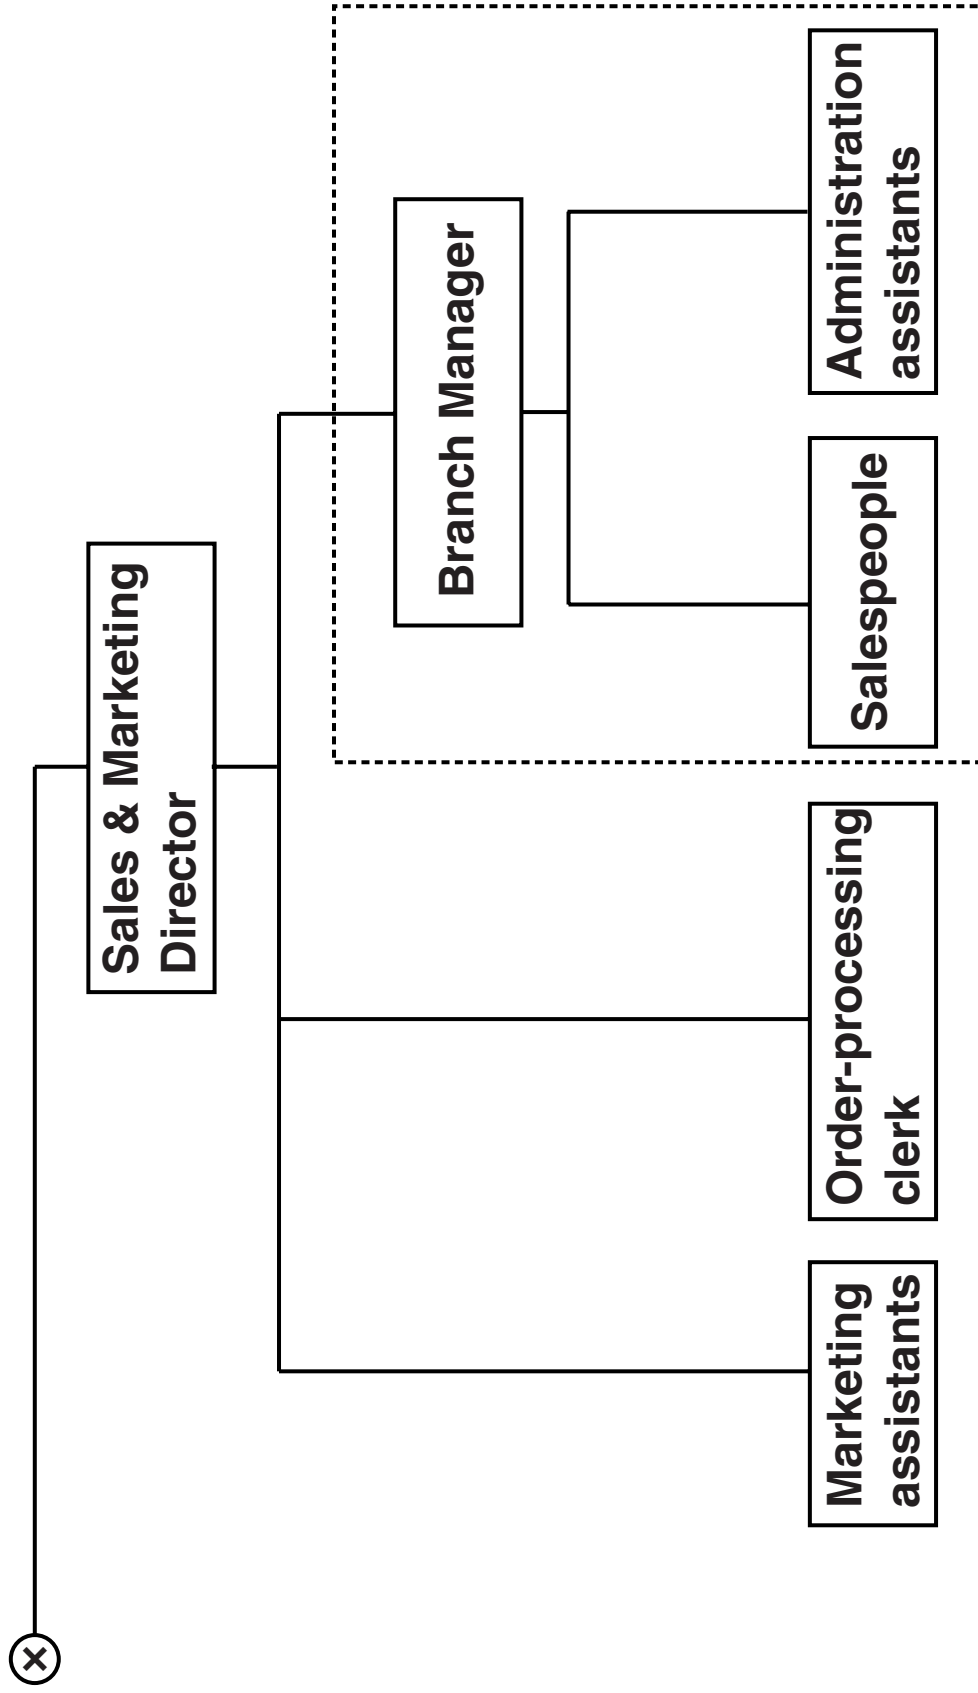 X
Sales & Marketing
Director
Branch Manager
Marketing
assistants
Order-processing
clerk
Salespeople
Administration
assistants